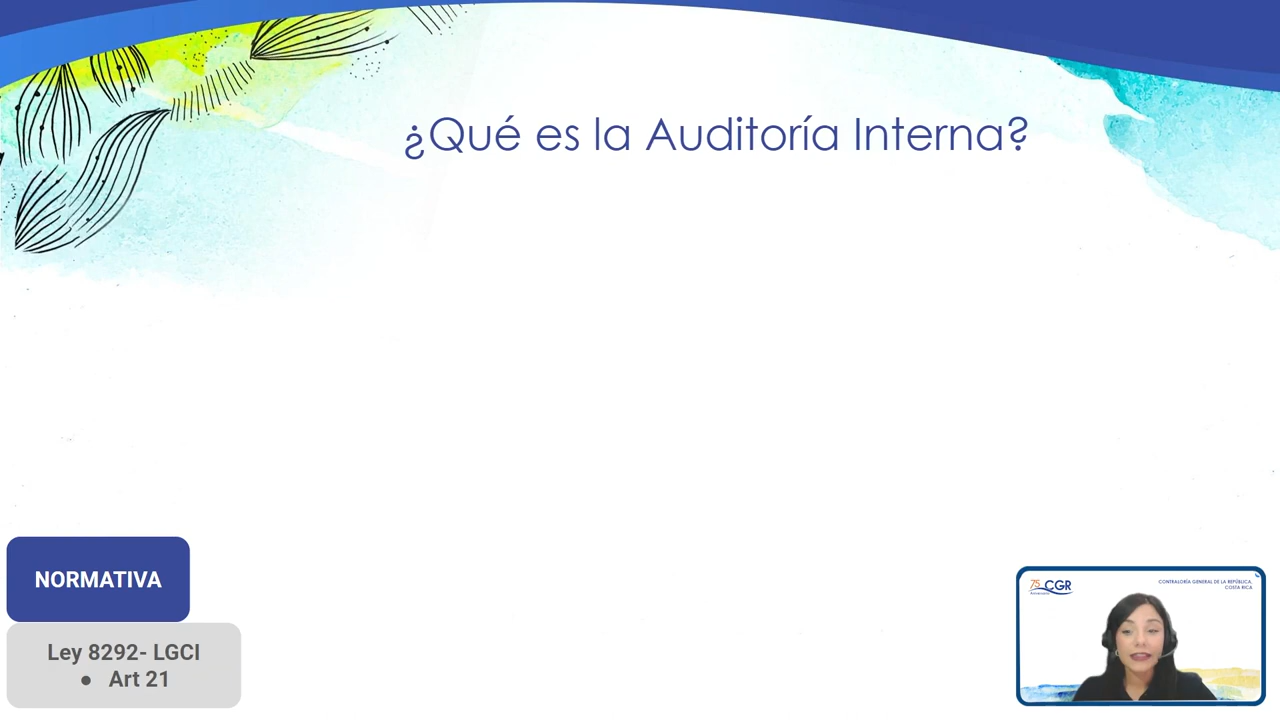 ¿Qué es la Auditoría Interna?
NORMATIVA
Ley 8292- LGCI
● Art 21
75 CGR
CONTRALORÍA GENERAL DE LA REPÚBLICA,
COSTA RICA